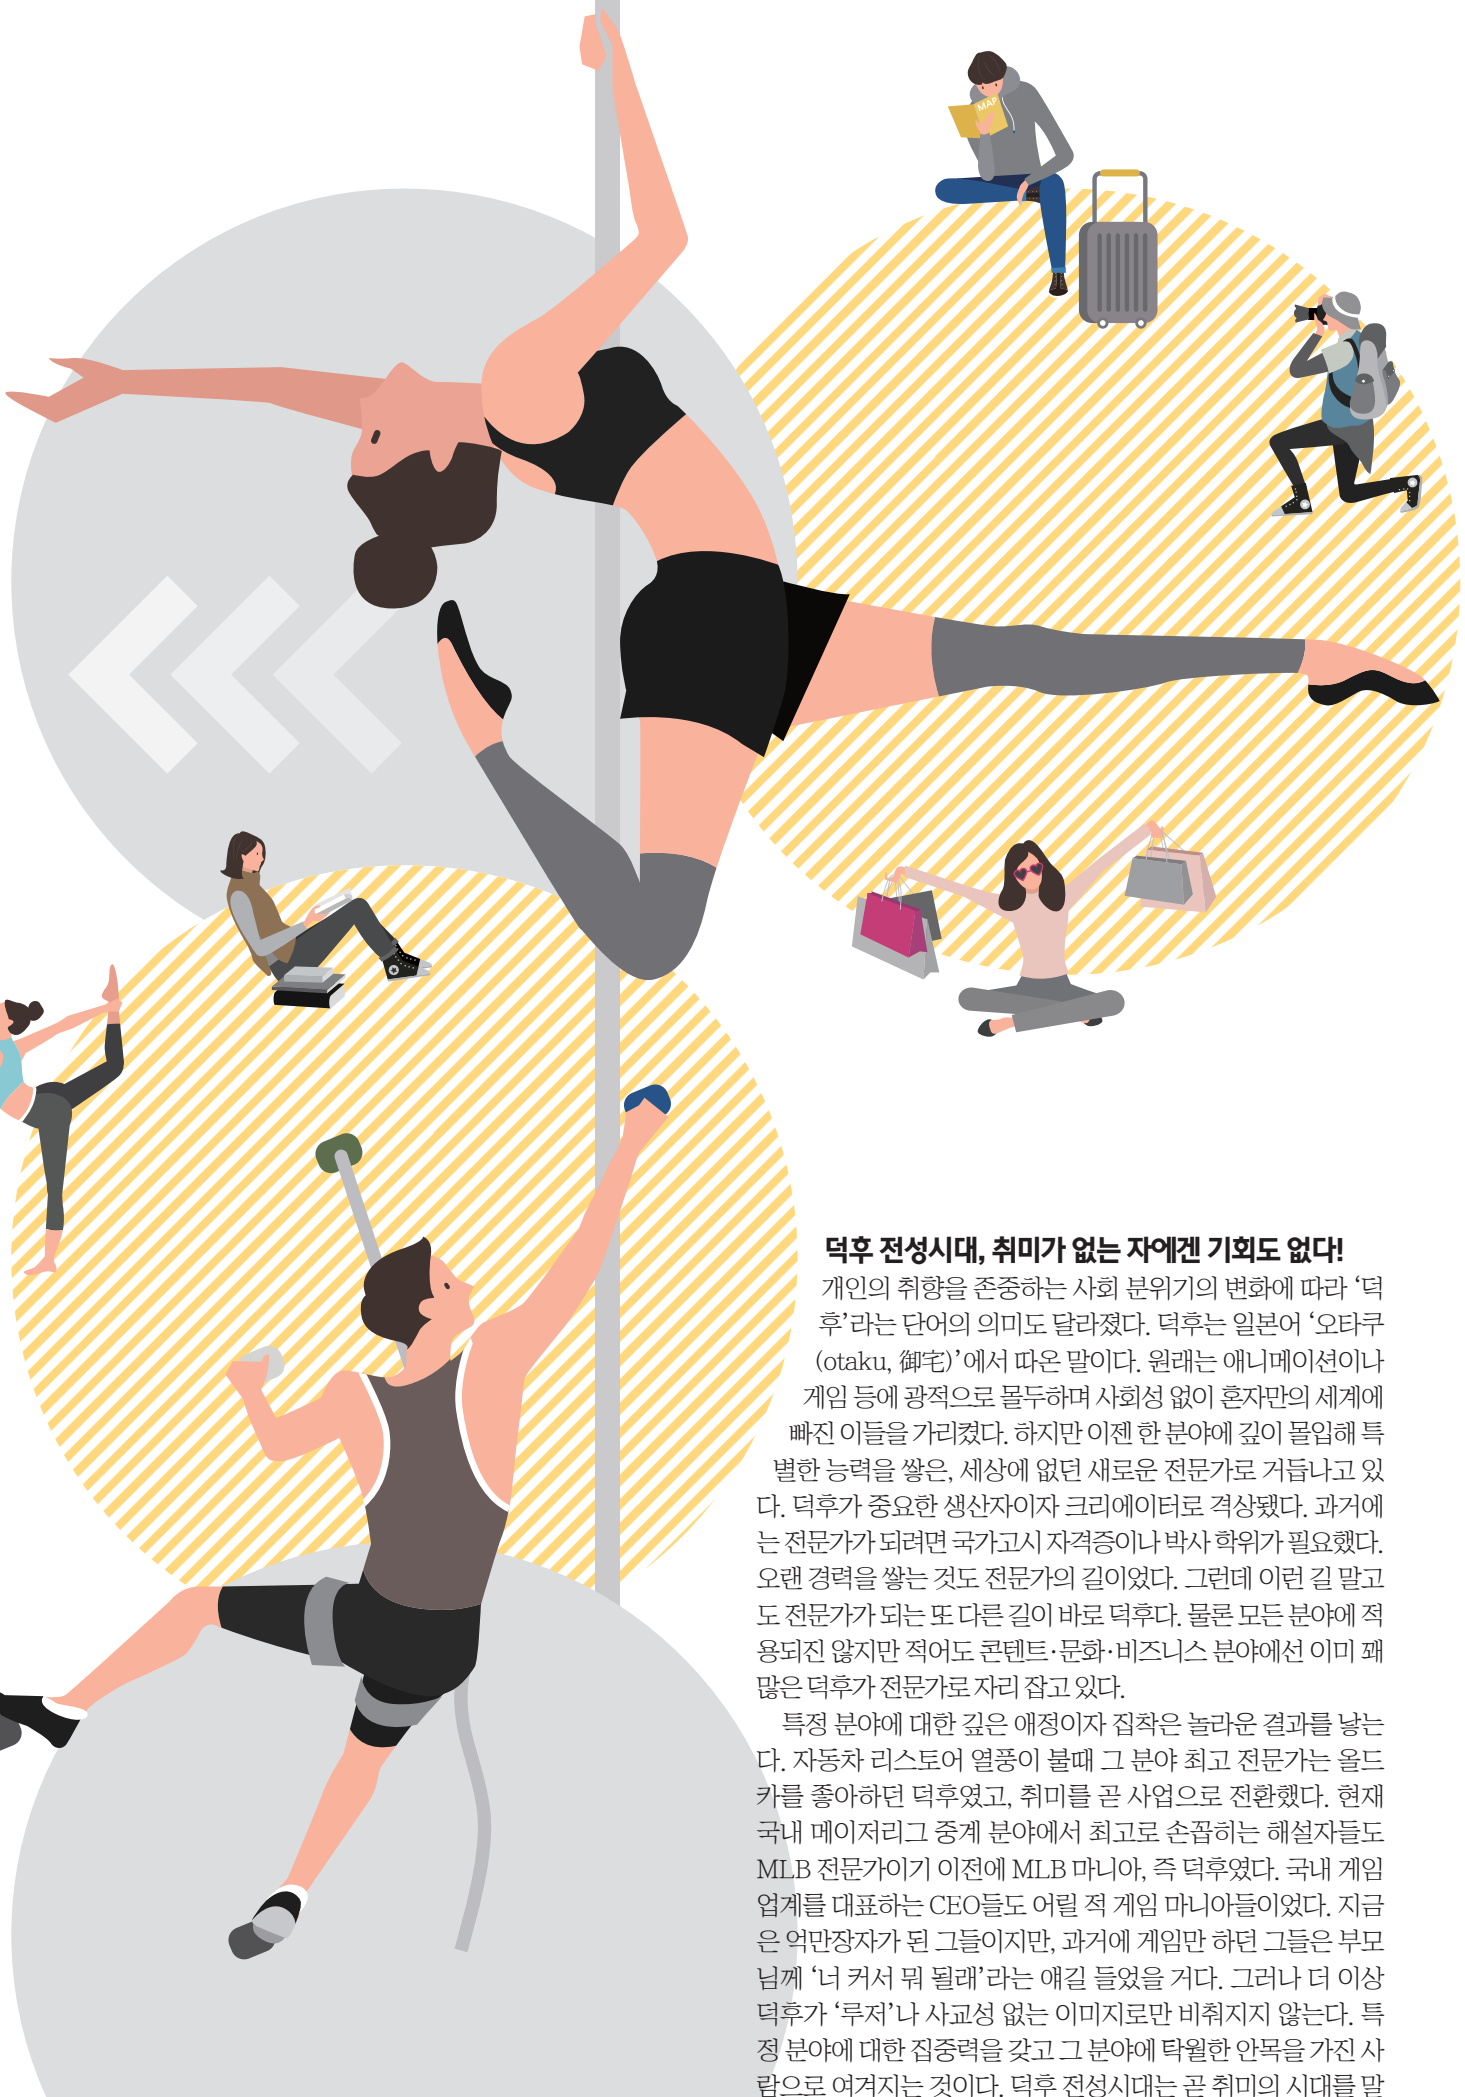 MAP
덕후 전성시대, 취미가 없는 자에겐 기회도 없다!
개인의 취향을 존중하는 사회 분위기의 변화에 따라 ‘덕
후’라는 단어의 의미도 달라졌다. 덕후는 일본어 ‘오타쿠
(otaku, 御宅)’에서 따온 말이다. 원래는 애니메이션이나
게임 등에 광적으로 몰두하며 사회성 없이 혼자만의 세계에
빠진 이들을 가리켰다. 하지만 이젠 한 분야에 깊이 몰입해 특
별한 능력을 쌓은, 세상에 없던 새로운 전문가로 거듭나고 있
다. 덕후가 중요한 생산자이자 크리에이터로 격상됐다. 과거에
는 전문가가 되려면 국가고시 자격증이나 박사 학위가 필요했다.
오랜 경력을 쌓는 것도 전문가의 길이었다. 그런데 이런 길 말고
도 전문가가 되는 또 다른 길이 바로 덕후다. 물론 모든 분야에 적
용되진 않지만 적어도 콘텐트·문화·비즈니스 분야에선 이미 꽤
많은 덕후가 전문가로 자리 잡고 있다.
특정 분야에 대한 깊은 애정이자 집착은 놀라운 결과를 낳는
다. 자동차 리스토어 열풍이 불때 그 분야 최고 전문가는 올드
카를 좋아하던 덕후였고, 취미를 곧 사업으로 전환했다. 현재
국내 메이저리그 중계 분야에서 최고로 손꼽히는 해설자들도
MLB 전문가이기 이전에 MLB 마니아, 즉 덕후였다. 국내 게임
업계를 대표하는 CEO들도 어릴 적 게임 마니아들이었다. 지금
은 억만장자가 된 그들이지만, 과거에 게임만 하던 그들은 부모
님께 ‘너 커서 뭐 될래’라는 얘길 들었을 거다. 그러나 더 이상
덕후가 ‘루저’나 사교성 없는 이미지로만 비춰지지 않는다. 특
정 분야에 대한 집중력을 갖고 그 분야에 탁월한 안목을 가진 사
람으로 여겨지는 것이다. 덕후 전성시대는 곧 취미의 시대를 말